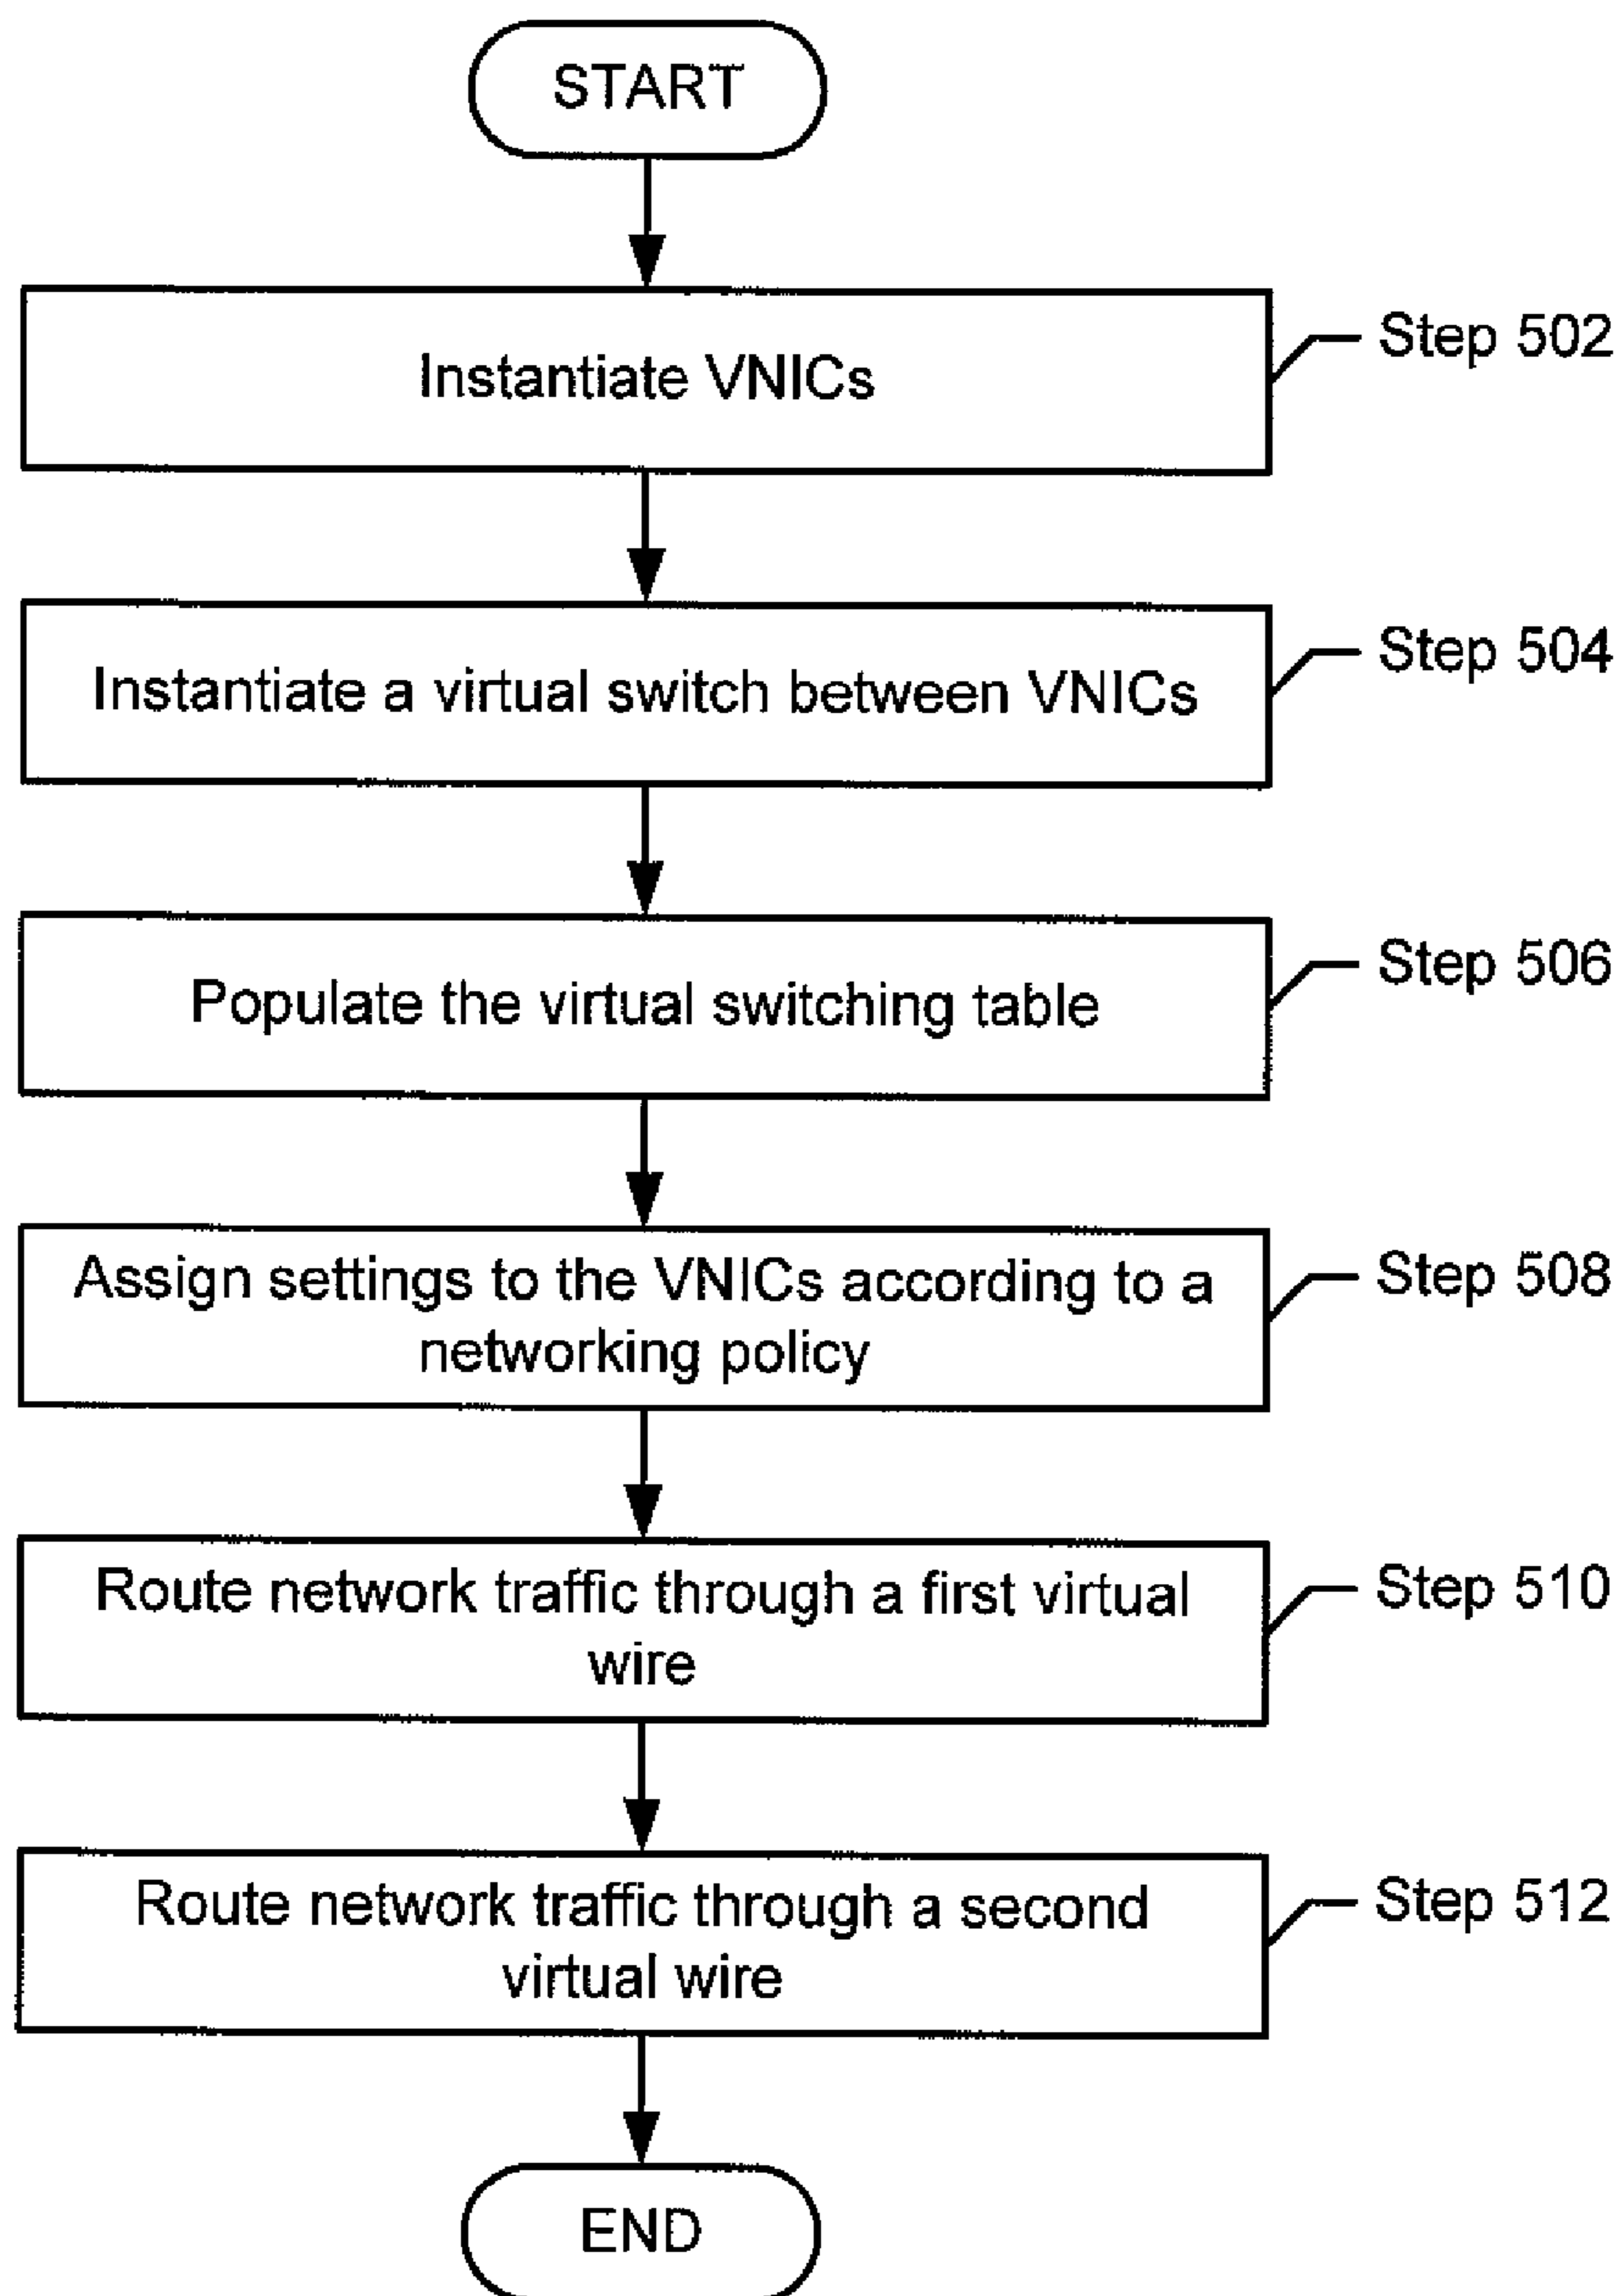 START
Instantiate VNICs
Step 502
Instantiate a virtual switch between VNICs
Step 504
Populate the virtual switching table
Step 506
Assign settings to the VNICs according to a
networking policy
Step 508
Route network traffic through a first virtual
wire
Step 510
Route network traffic through a second
virtual wire
Step 512
END